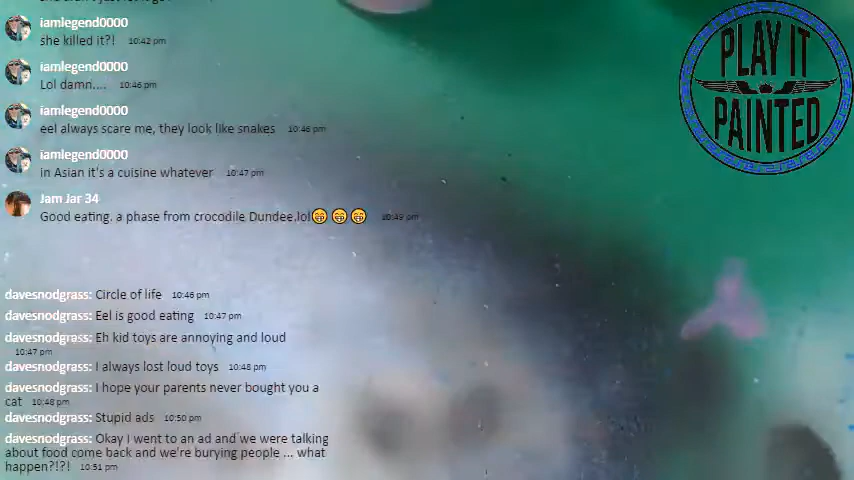 iamlegend0000
she killed it?! 10:42 pm
iamlegend0000
Lol damn.... 10:46 pm
iamlegend0000
eel always scare me, they look like snakes 10:46 pm
iamlegend0000
in Asian it's a cuisine whatever 10:47 pm
Jam Jar 34
Good eating. a phase from crocodile Dundee.lol😁😁😁 10:49 pm
davesnodgrass: Circle of life 10:46 pm
davesnodgrass: Eel is good eating 10:47 pm
davesnodgrass: Eh kid toys are annoying and loud
10:47 pm
davesnodgrass: I always lost loud toys 10:48 pm
davesnodgrass: I hope your parents never bought you a
cat 10:48 pm
davesnodgrass: Stupid ads 10:50 pm
davesnodgrass: Okay I went to an ad and we were talking
about food come back and we're burying people ... what
happen?!?! 10:51 pm
PLAY IT
PAINTED